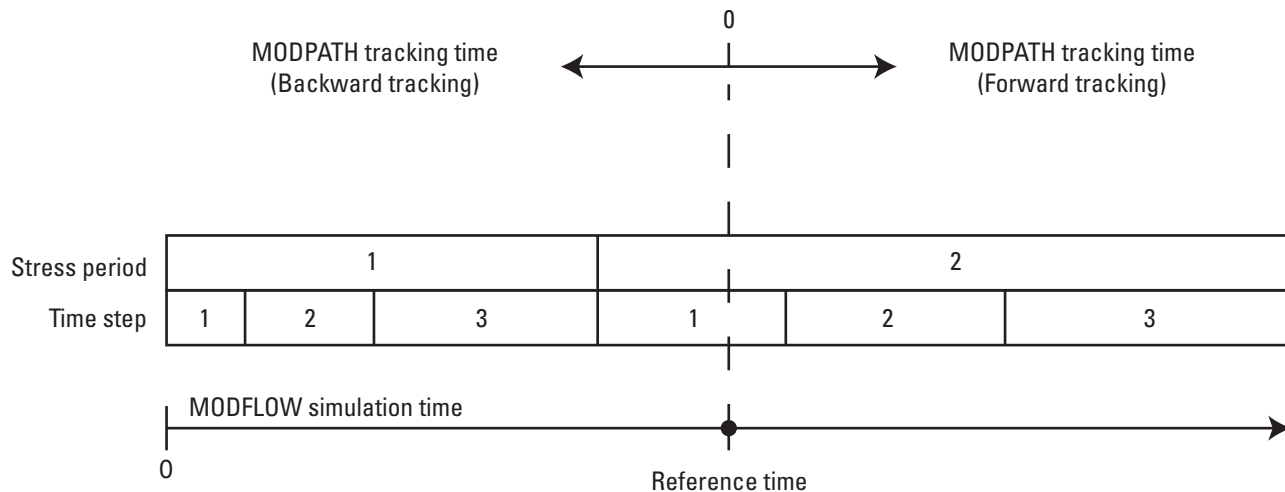 0
MODPATH tracking time
(Backward tracking)
MODPATH tracking time
(Forward tracking)
Stress period 1 2
Time step 1 2 3 1 2 3
MODFLOW simulation time
0
Reference time